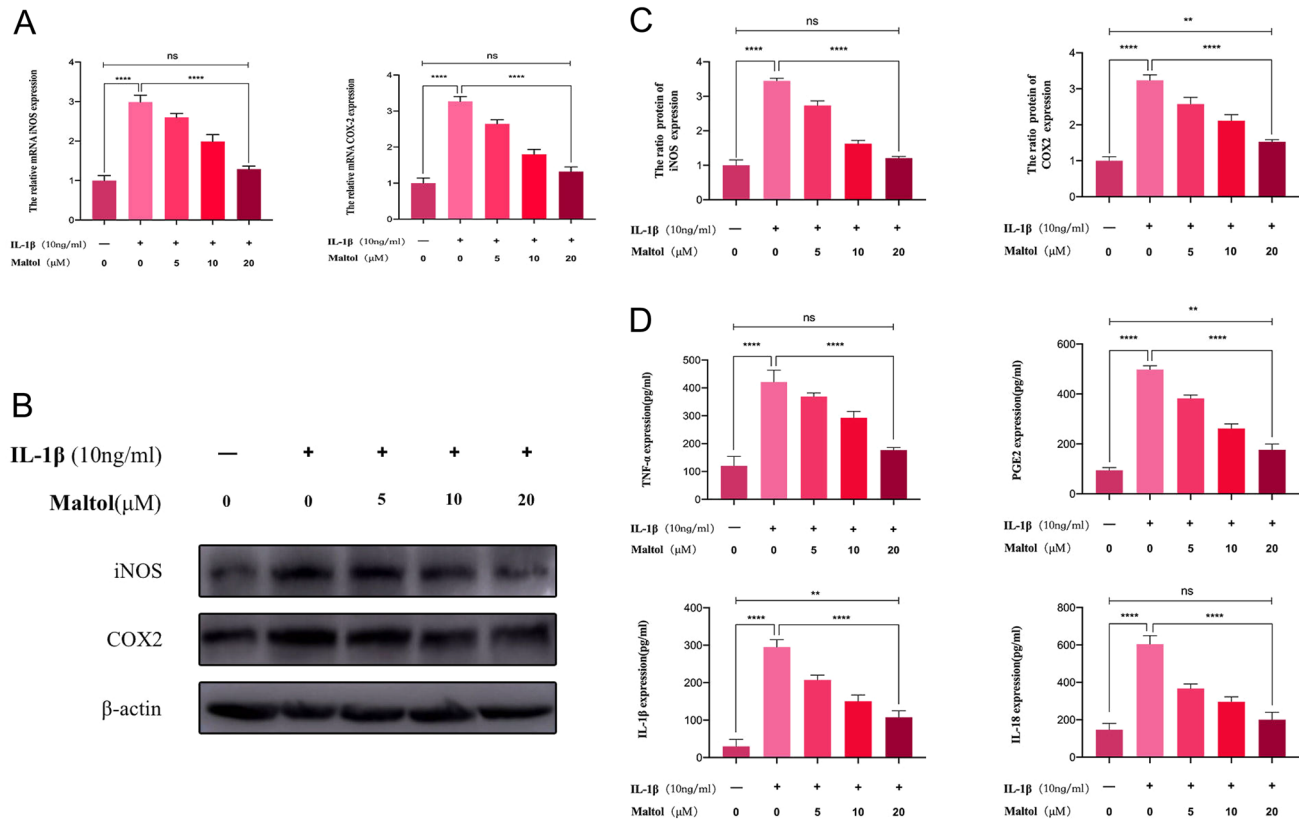 A
ns
****
****
The relative mRNA iNOS expression
4
3
2
1
0
IL-1β (10ng/ml) — + + + +
Maltol (μM) 0 0 5 10 20
ns
****
****
The relative mRNA COX-2 expression
4
3
2
1
0
IL-1β (10ng/ml) — + + + +
Maltol (μM) 0 0 5 10 20
B
IL-1β (10ng/ml) — + + + +
Maltol(μM) 0 0 5 10 20
iNOS
COX2
β-actin
C
ns
****
****
The ratio protein of
iNOS expression
4
3
2
1
0
IL-1β (10ng/ml) — + + + +
Maltol (μM) 0 0 5 10 20
**
****
****
The ratio protein of
COX2 expression
4
3
2
1
0
IL-1β (10ng/ml) — + + + +
Maltol (μM) 0 0 5 10 20
D
ns
****
****
TNF-α expression(pg/ml)
500
400
300
200
100
0
IL-1β (10ng/ml) — + + + +
Maltol (μM) 0 0 5 10 20
**
****
****
PGE2 expression(pg/ml)
600
400
200
0
IL-1β (10ng/ml) — + + + +
Maltol (μM) 0 0 5 10 20
**
****
****
IL-1β expression(pg/ml)
400
300
200
100
0
IL-1β (10ng/ml) — + + + +
Maltol (μM) 0 0 5 10 20
ns
****
****
IL-18 expression(pg/ml)
800
600
400
200
0
IL-1β (10ng/ml) — + + + +
Maltol (μM) 0 0 5 10 20